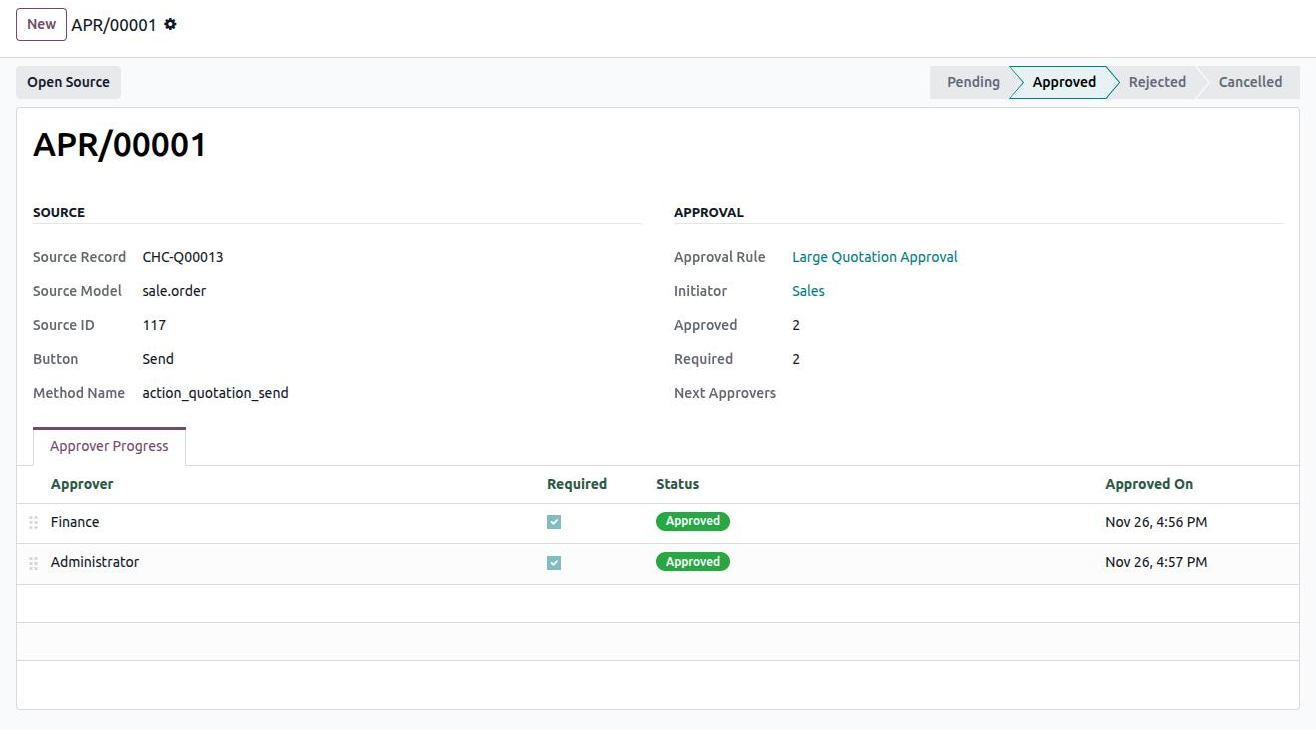 New APR/00001
Open Source Pending Approved Rejected Cancelled
APR/00001
SOURCE
Source Record CHC-Q00013
Source Model sale.order
Source ID 117
Button Send
Method Name action_quotation_send
APPROVAL
Approval Rule Large Quotation Approval
Initiator Sales
Approved 2
Required 2
Next Approvers
Approver Progress
Approver Required Status Approved On
Finance Approved Nov 26, 4:56 PM
Administrator Approved Nov 26, 4:57 PM